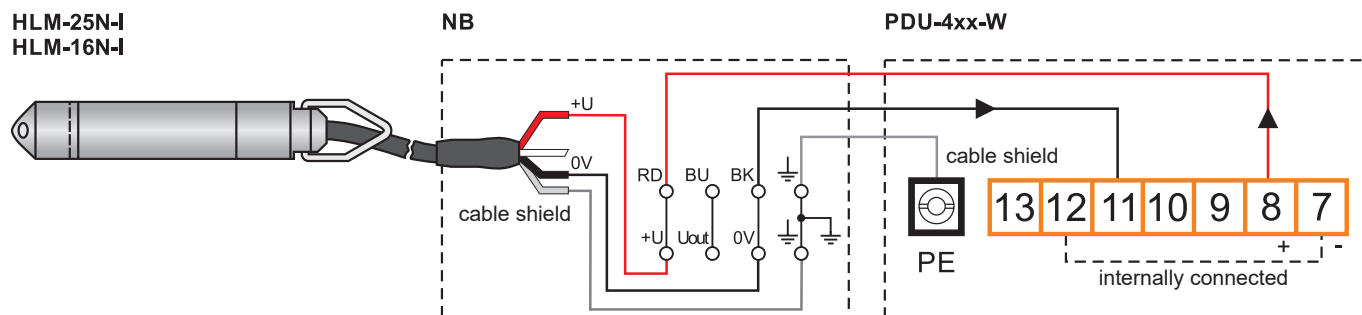 HLM-25N-I
HLM-16N-I
NB
PDU-4xx-W
+U
0V
cable shield
RD
BU
BK
+U
Uout
0V
cable shield
PE
13 12 11 10 9 8 7
+ -
internally connected